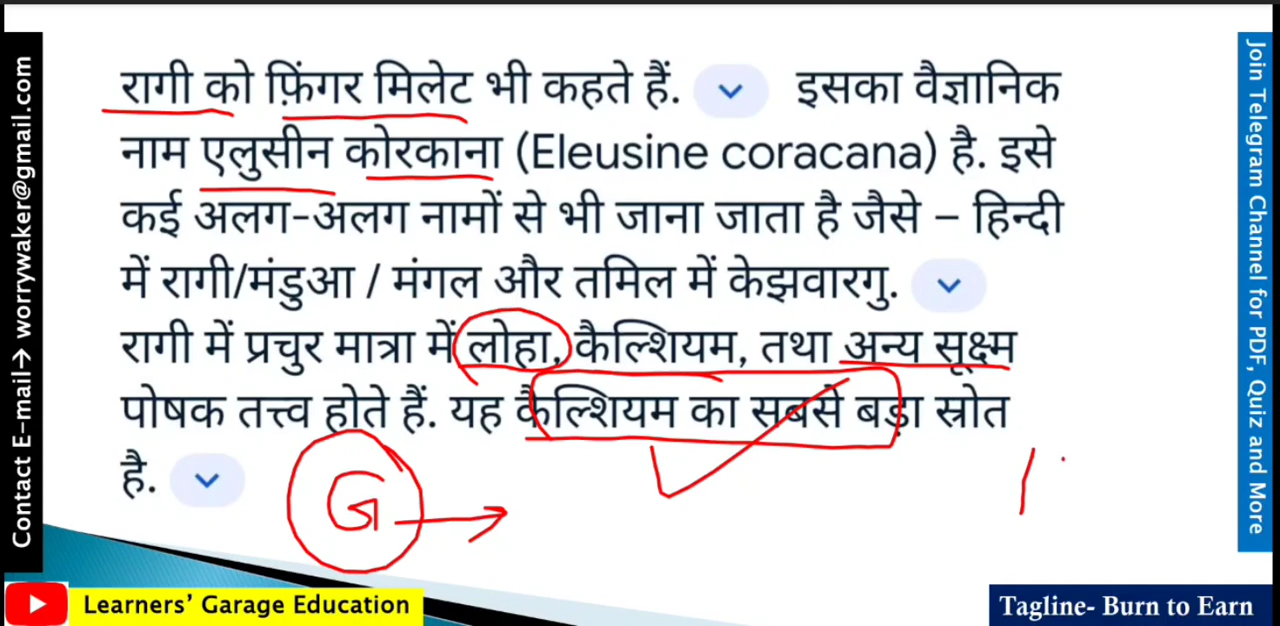 रागी को फ़िंगर मिलेट भी कहते हैं. इसका वैज्ञानिक
नाम एलुसीन कोरकाना (Eleusine coracana) है. इसे
कई अलग-अलग नामों से भी जाना जाता है जैसे – हिन्दी
में रागी/मंडुआ / मंगल और तमिल में केझवारगु.
रागी में प्रचुर मात्रा में लोहा, कैल्शियम, तथा अन्य सूक्ष्म
पोषक तत्त्व होते हैं. यह कैल्शियम का सबसे बड़ा स्रोत
है.
G
Contact E-mail→ worrywaker@gmail.com
Join Telegram Channel for PDF, Quiz and More
Learners’ Garage Education
Tagline- Burn to Earn